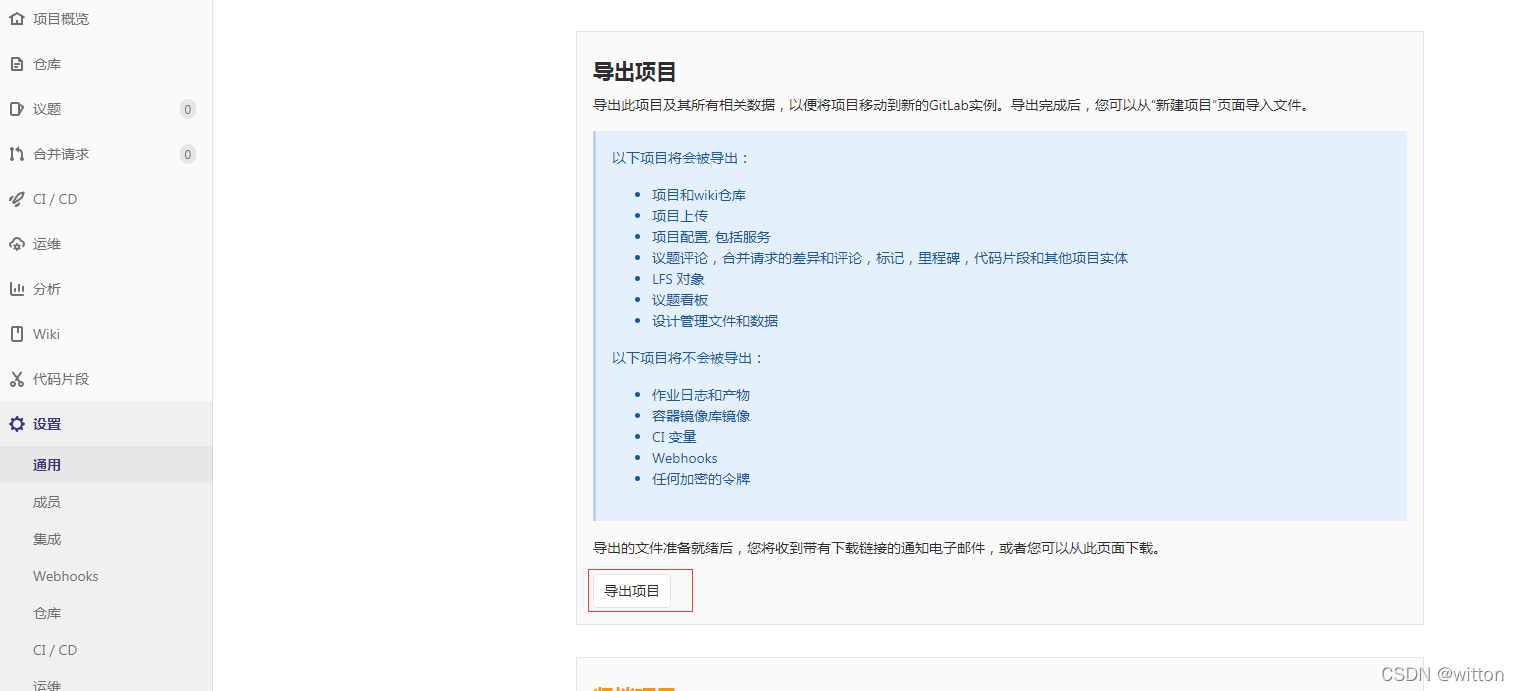 项目概览
仓库
议题 0
合并请求 0
CI / CD
运维
分析
Wiki
代码片段
设置
通用
成员
集成
Webhooks
仓库
CI / CD
运维
导出项目
导出此项目及其所有相关数据，以便将项目移动到新的GitLab实例。导出完成后，您可以从“新建项目”页面导入文件。
以下项目将会被导出：
项目和wiki仓库
项目上传
项目配置, 包括服务
议题评论，合并请求的差异和评论，标记，里程碑，代码片段和其他项目实体
LFS 对象
议题看板
设计管理文件和数据
以下项目将不会被导出：
作业日志和产物
容器镜像库镜像
CI 变量
Webhooks
任何加密的令牌
导出的文件准备就绪后，您将收到带有下载链接的通知电子邮件，或者您可以从此页面下载。
导出项目
CSDN @witton